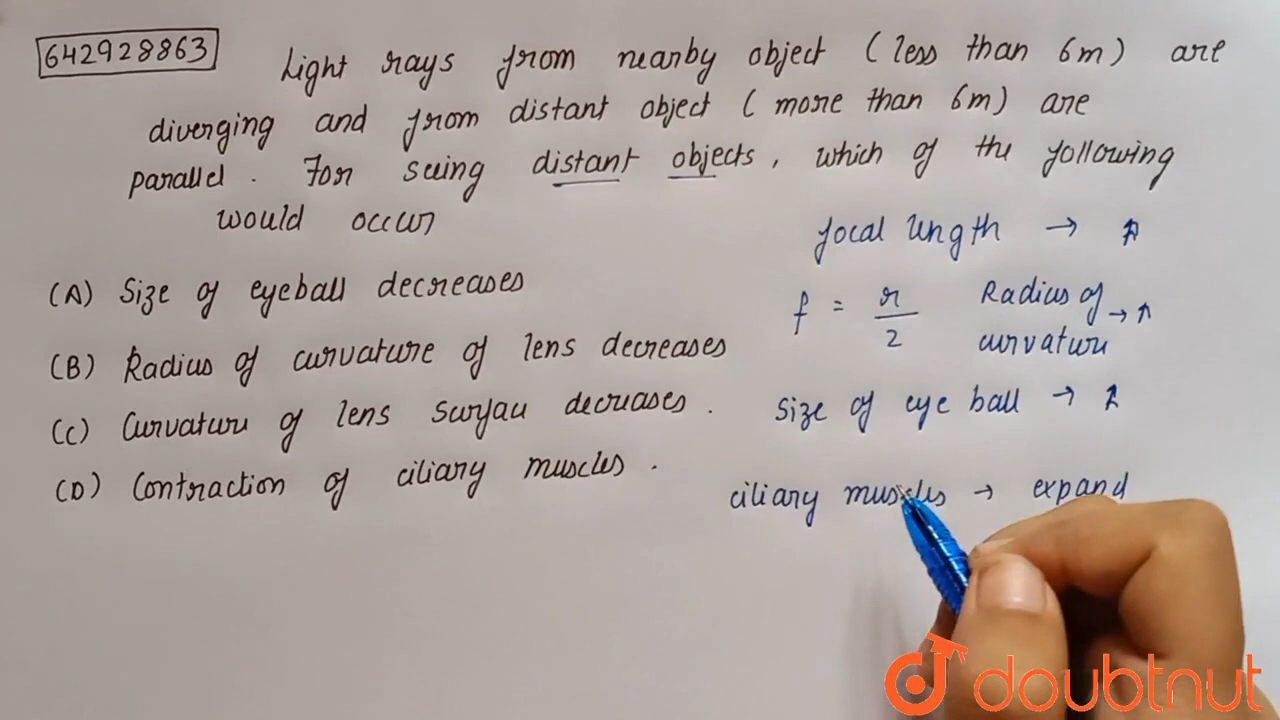 642928863
Light rays from nearby object (less than 6m) are
diverging and from distant object (more than 6m) are
parallel. For seeing distant objects, which of the following
would occur
(A) Size of eyeball decreases
(B) Radius of curvature of lens decreases
(C) Curvature of lens surface decreases.
(D) Contraction of ciliary muscles.
focal length → ↑
f = r/2
Radius of curvature → ↑
Size of eye ball → ↑
ciliary muscles → expand
doubtnut